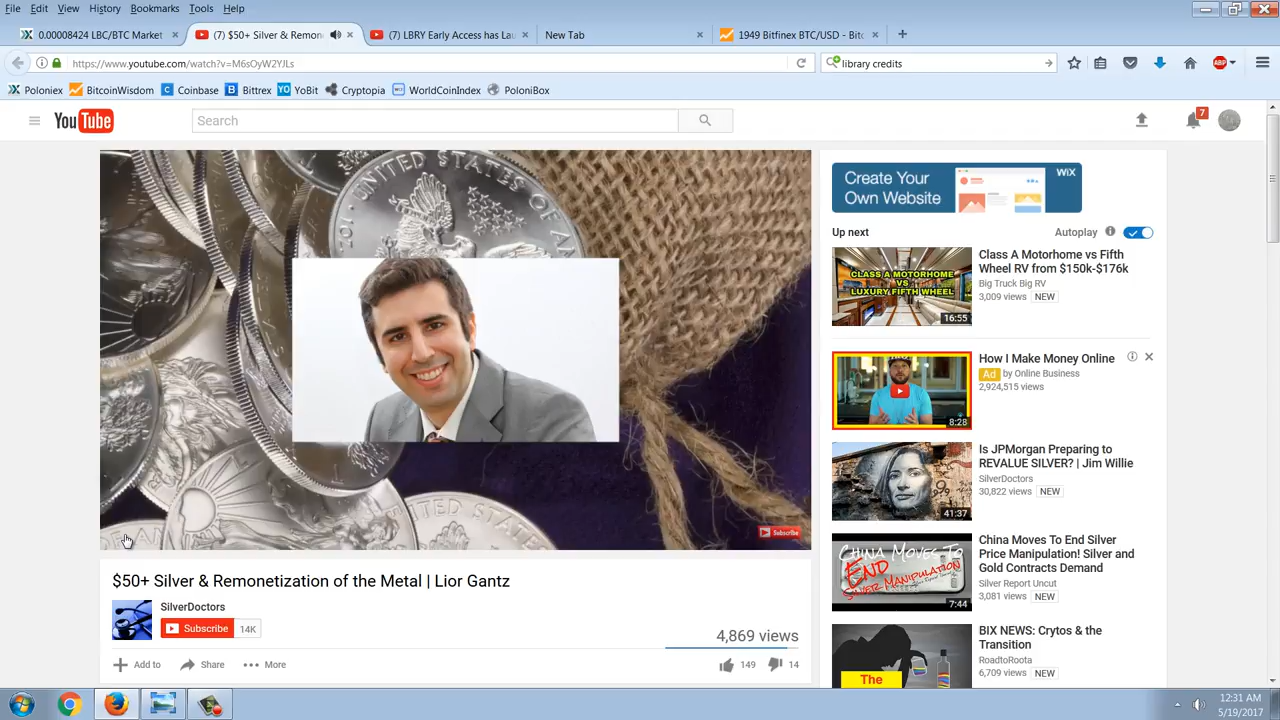 File Edit View History Bookmarks Tools Help
0.00008424 LBC/BTC Market
(7) $50+ Silver & Remon
(7) LBRY Early Access has Lau
New Tab
1949 Bitfinex BTC/USD - Bitc
https://www.youtube.com/watch?v=M6sOyW2YJLs
library credits
ABP
Poloniex BitcoinWisdom Coinbase Bittrex YoBit Cryptopia WorldCoinIndex PoloniBox
YouTube
Search
7
UNITED STATES OF
Subscribe
$50+ Silver & Remonetization of the Metal | Lior Gantz
SilverDoctors
Subscribe 14K
4,869 views
Add to Share More
149 14
Create Your
Own Website
WIX
Up next
Autoplay
CLASS A MOTORHOME
VS
LUXURY FIFTH WHEEL
16:55
Class A Motorhome vs Fifth
Wheel RV from $150k-$176k
Big Truck Big RV
3,009 views NEW
8:28
How I Make Money Online
Ad by Online Business
2,924,515 views
41:37
Is JPMorgan Preparing to
REVALUE SILVER? | Jim Willie
SilverDoctors
30,822 views NEW
CHINA MOVES TO
END
SILVER MANIPULATION
7:44
China Moves To End Silver
Price Manipulation! Silver and
Gold Contracts Demand
Silver Report Uncut
3,081 views NEW
The
BIX NEWS: Crytos & the
Transition
RoadtoRoota
6,709 views NEW
12:31 AM
5/19/2017